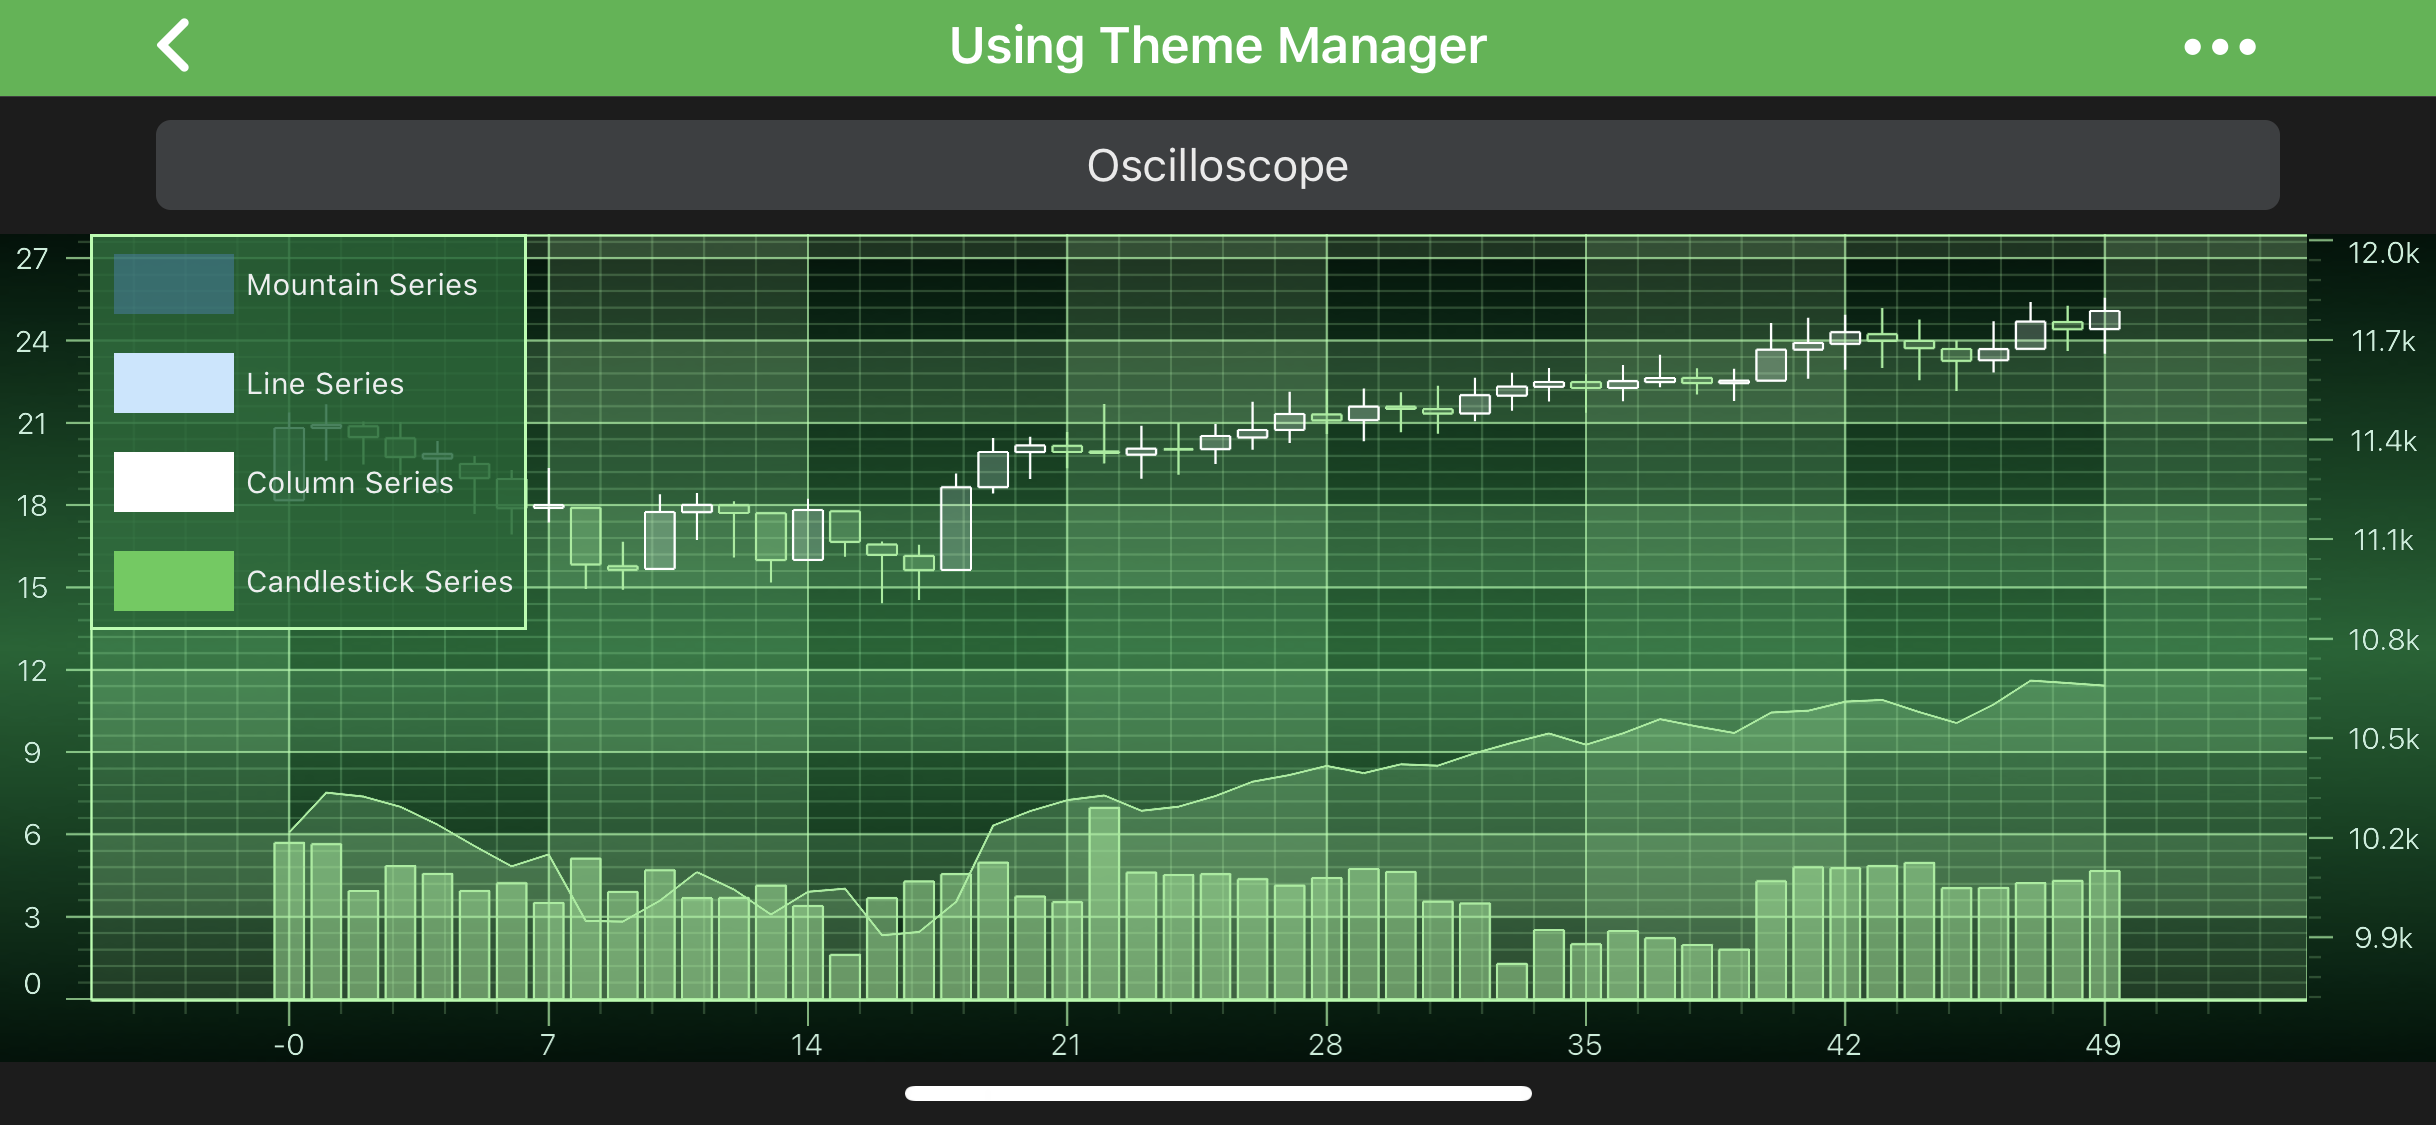 Using Theme Manager
Oscilloscope
Mountain Series
Line Series
Column Series
Candlestick Series
27
24
21
18
15
12
9
6
3
0
12.0k
11.7k
11.4k
11.1k
10.8k
10.5k
10.2k
9.9k
-0 7 14 21 28 35 42 49